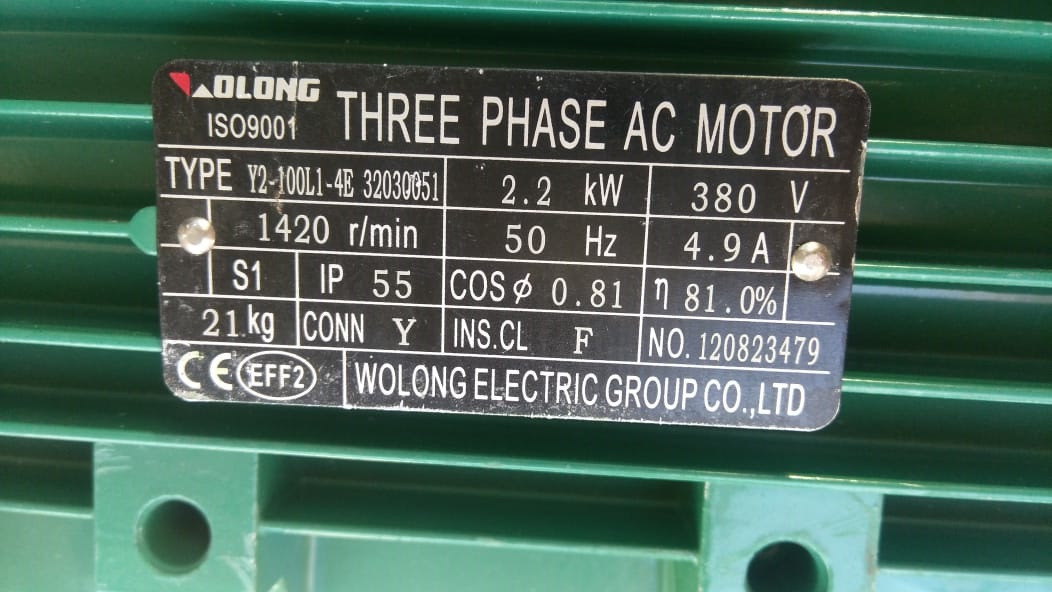 WOLONG
ISO9001
THREE PHASE AC MOTOR
TYPE Y2-100L1-4E 32030051 2.2 kW 380 V
1420 r/min 50 Hz 4.9 A
S1 IP 55 COSφ 0.81 η 81.0%
21 kg CONN Y INS.CL F NO. 120823479
CE EFF2 WOLONG ELECTRIC GROUP CO.,LTD